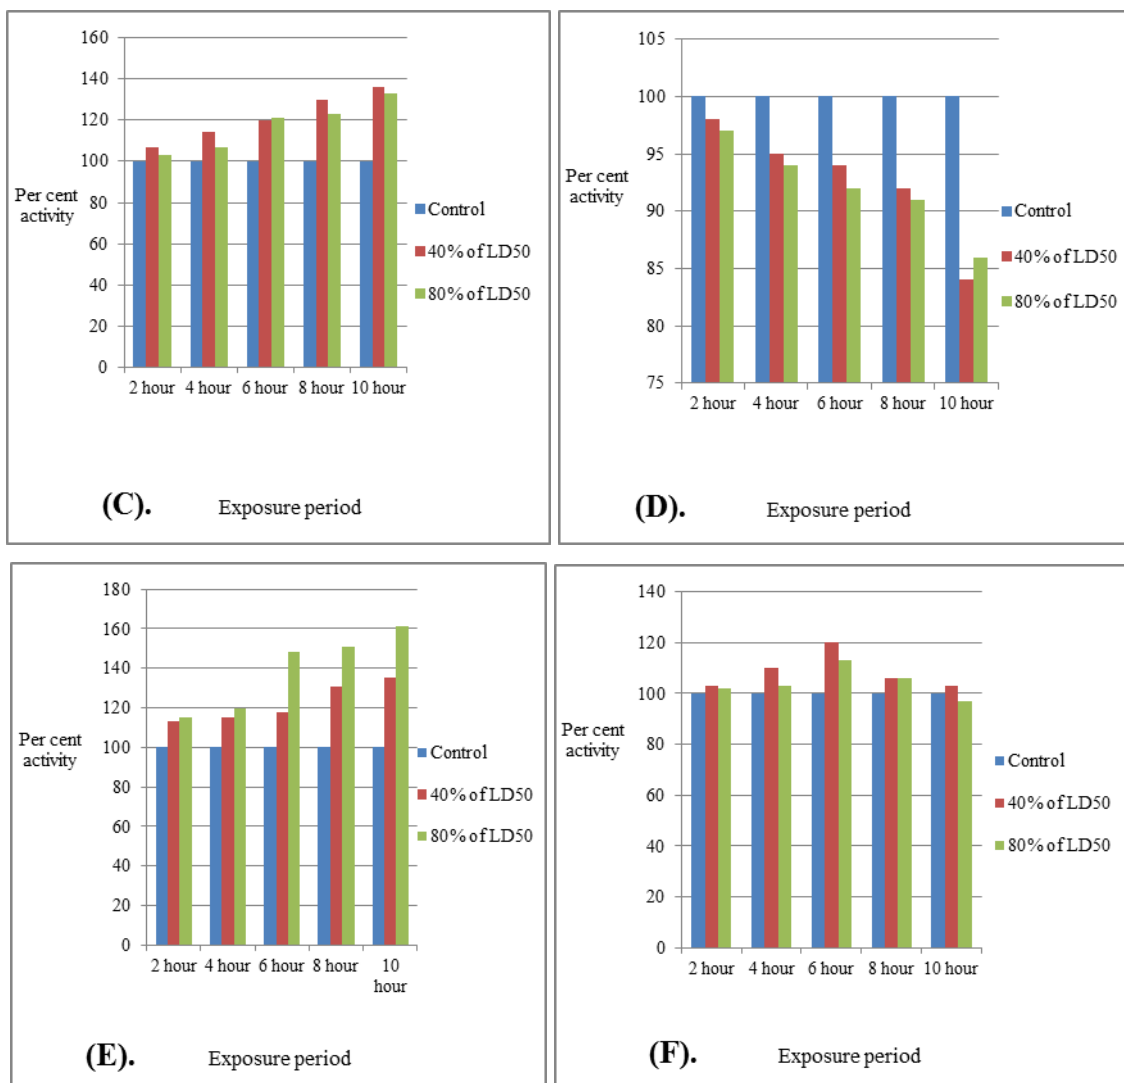 160
140
120
100
80
60
40
20
0
Per cent
activity
2 hour 4 hour 6 hour 8 hour 10 hour
Control
40% of LD50
80% of LD50
(C). Exposure period
105
100
95
90
85
80
75
Per cent
activity
2 hour 4 hour 6 hour 8 hour 10 hour
Control
40% of LD50
80% of LD50
(D). Exposure period
180
160
140
120
100
80
60
40
20
0
Per cent
activity
2 hour 4 hour 6 hour 8 hour 10
hour
Control
40% of LD50
80% of LD50
(E). Exposure period
140
120
100
80
60
40
20
0
Per cent
activity
2 hour 4 hour 6 hour 8 hour 10 hour
Control
40% of LD50
80% of LD50
(F). Exposure period